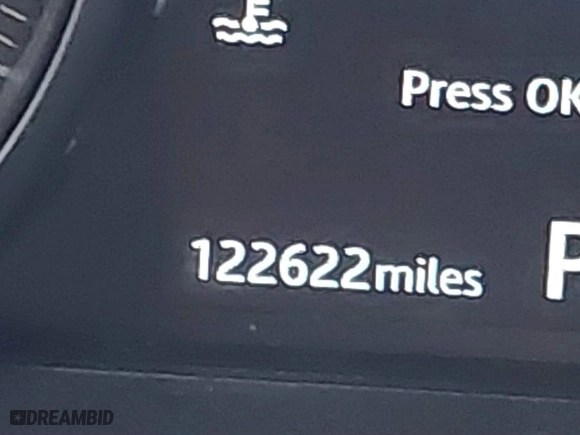 Press OK
122622miles
P
DREAMBID